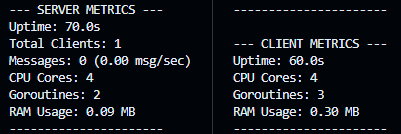 --- SERVER METRICS ---
Uptime: 70.0s
Total Clients: 1
Messages: 0 (0.00 msg/sec)
CPU Cores: 4
Goroutines: 2
RAM Usage: 0.09 MB
----------------------
----------------------
--- CLIENT METRICS ---
Uptime: 60.0s
CPU Cores: 4
Goroutines: 3
RAM Usage: 0.30 MB
----------------------